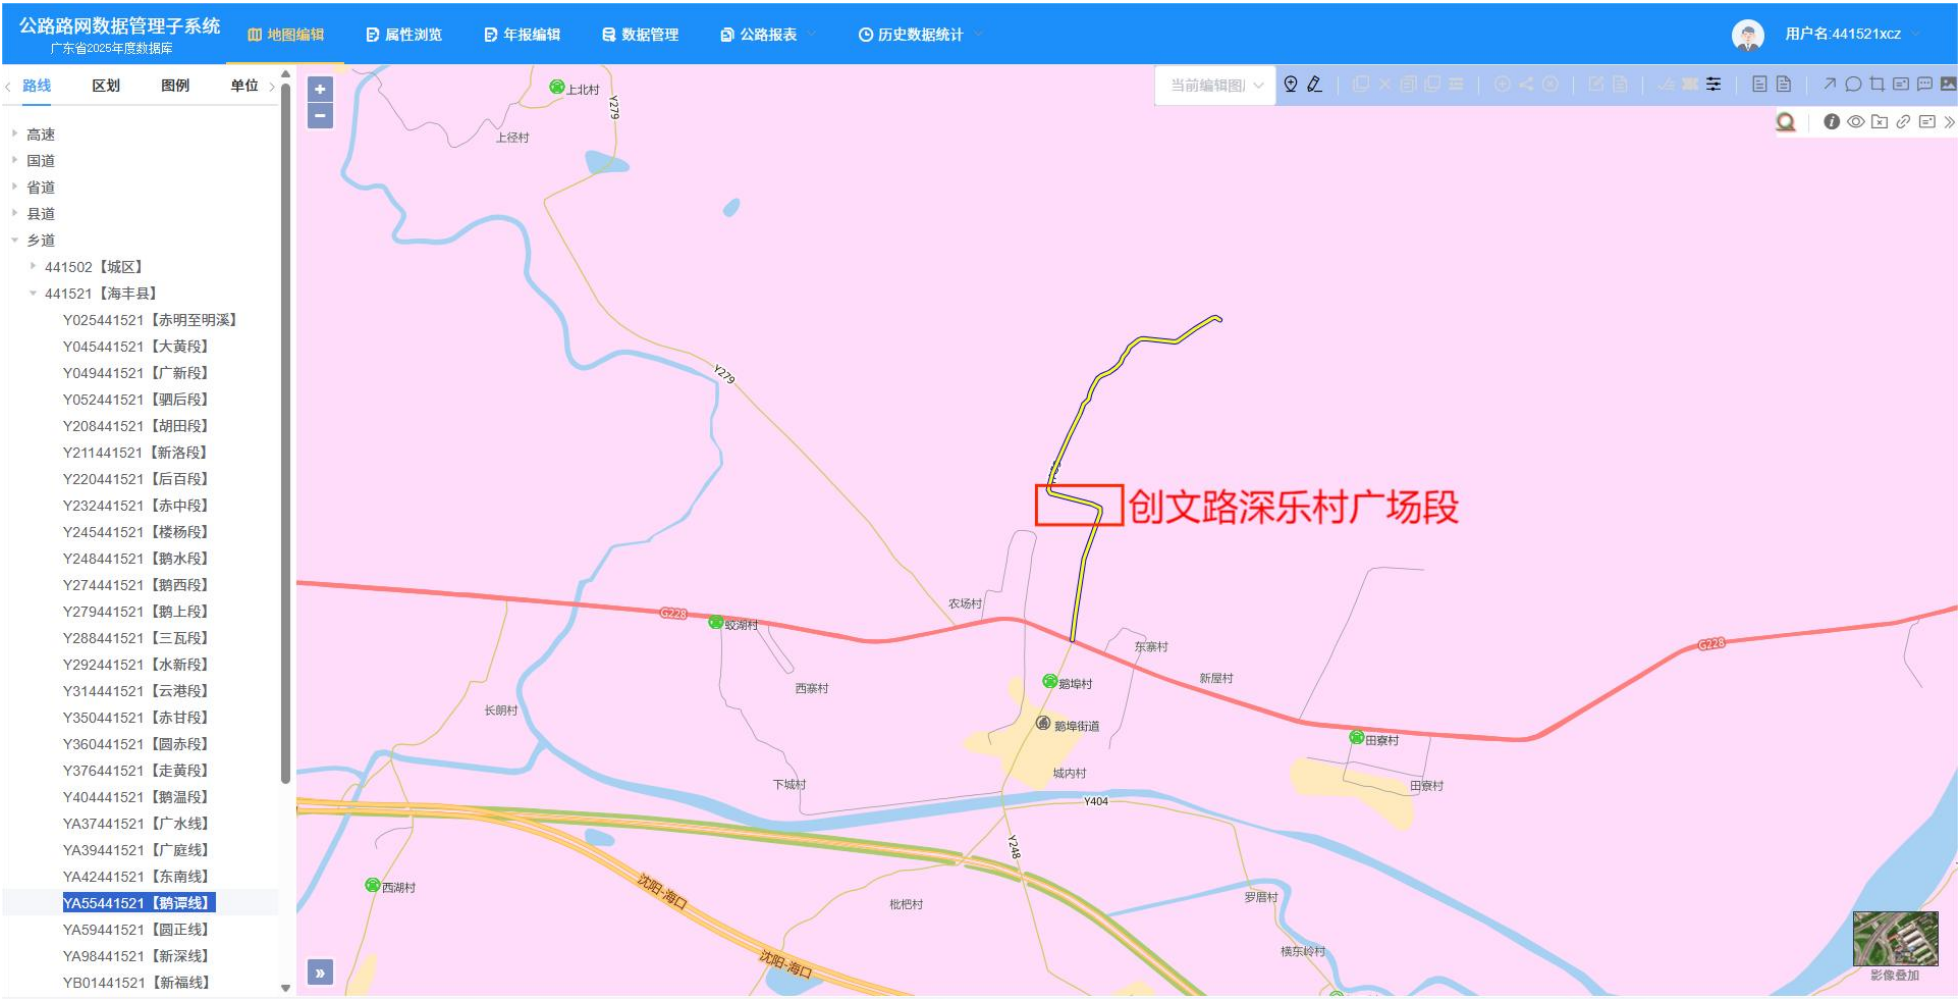 公路路网数据管理子系统
广东省2025年度数据库
地图编辑
属性浏览
年报编辑
数据管理
公路报表
历史数据统计
用户名:441521xcz
路线
区划
图例
单位
当前编辑图
高速
国道
省道
县道
乡道
441502【城区】
441521【海丰县】
Y025441521【赤明至明溪】
Y045441521【大黄段】
Y049441521【广新段】
Y052441521【驷后段】
Y208441521【胡田段】
Y211441521【新洛段】
Y220441521【后百段】
Y232441521【赤中段】
Y245441521【楼杨段】
Y248441521【鹅水段】
Y274441521【鹅西段】
Y279441521【鹅上段】
Y288441521【三瓦段】
Y292441521【水新段】
Y314441521【云港段】
Y350441521【赤甘段】
Y360441521【圆赤段】
Y376441521【走黄段】
Y404441521【鹅温段】
YA37441521【广水线】
YA39441521【广庭线】
YA42441521【东南线】
YA55441521【鹅谭线】
YA59441521【圆正线】
YA98441521【新深线】
YB01441521【新福线】
+
−
上北村
Y279
上径村
Y279
创文路深乐村广场段
农场村
G228
蛟湖村
东寨村
G228
新屋村
西寨村
鹅埠村
长朗村
鹅埠街道
田寮村
城内村
下城村
田寮村
Y404
Y248
西湖村
沈阳-海口
枇杷村
罗厝村
横东岭村
沈阳-海口
影像叠加